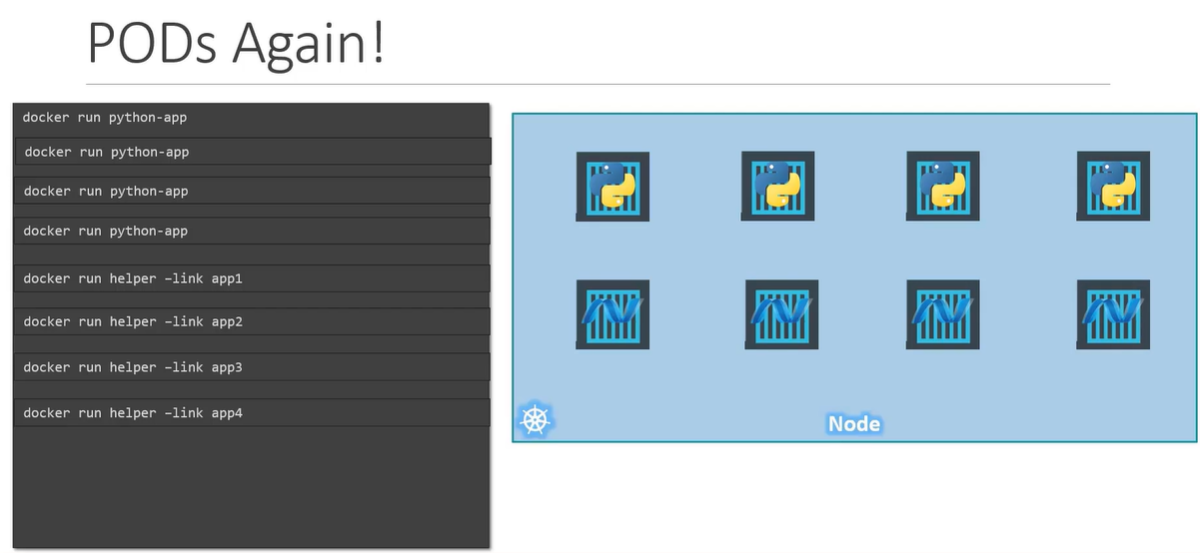 PODs Again!
docker run python-app
docker run python-app
docker run python-app
docker run python-app
docker run helper –link app1
docker run helper –link app2
docker run helper –link app3
docker run helper –link app4
Node